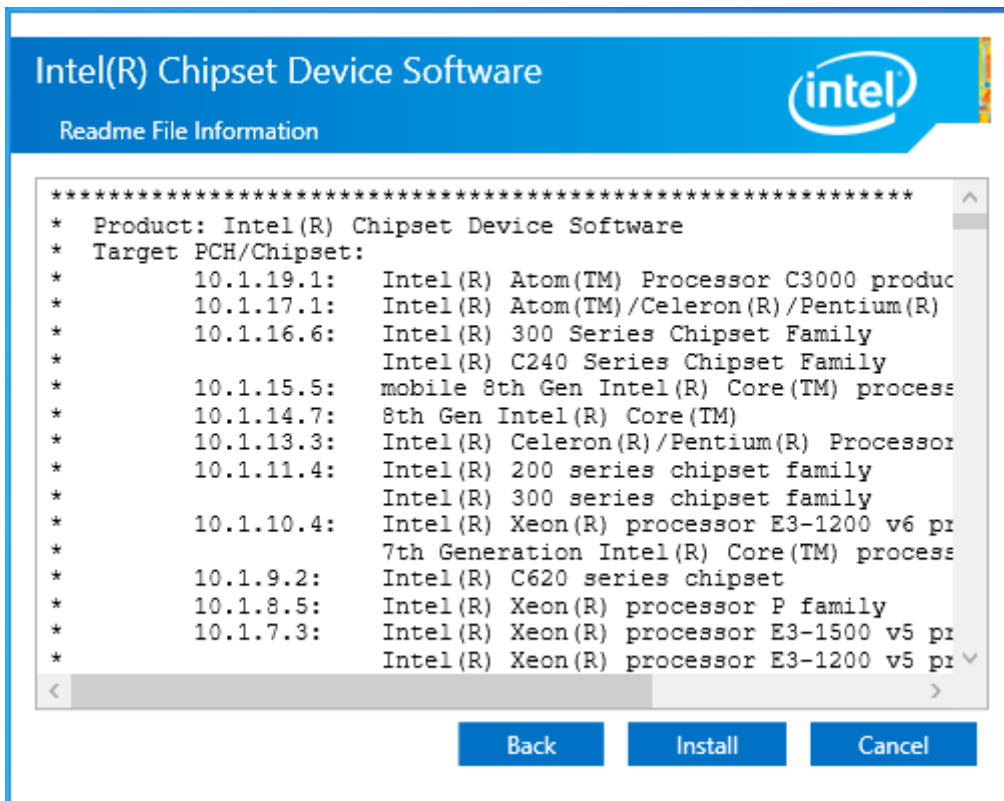 Intel(R) Chipset Device Software
intel
Readme File Information
************************************************************
* Product: Intel(R) Chipset Device Software
* Target PCH/Chipset:
* 10.1.19.1: Intel(R) Atom(TM) Processor C3000 produc
* 10.1.17.1: Intel(R) Atom(TM)/Celeron(R)/Pentium(R)
* 10.1.16.6: Intel(R) 300 Series Chipset Family
* Intel(R) C240 Series Chipset Family
* 10.1.15.5: mobile 8th Gen Intel(R) Core(TM) process
* 10.1.14.7: 8th Gen Intel(R) Core(TM)
* 10.1.13.3: Intel(R) Celeron(R)/Pentium(R) Processor
* 10.1.11.4: Intel(R) 200 series chipset family
* Intel(R) 300 series chipset family
* 10.1.10.4: Intel(R) Xeon(R) processor E3-1200 v6 pr
* 7th Generation Intel(R) Core(TM) process
* 10.1.9.2: Intel(R) C620 series chipset
* 10.1.8.5: Intel(R) Xeon(R) processor P family
* 10.1.7.3: Intel(R) Xeon(R) processor E3-1500 v5 pr
* Intel(R) Xeon(R) processor E3-1200 v5 pr
Back Install Cancel